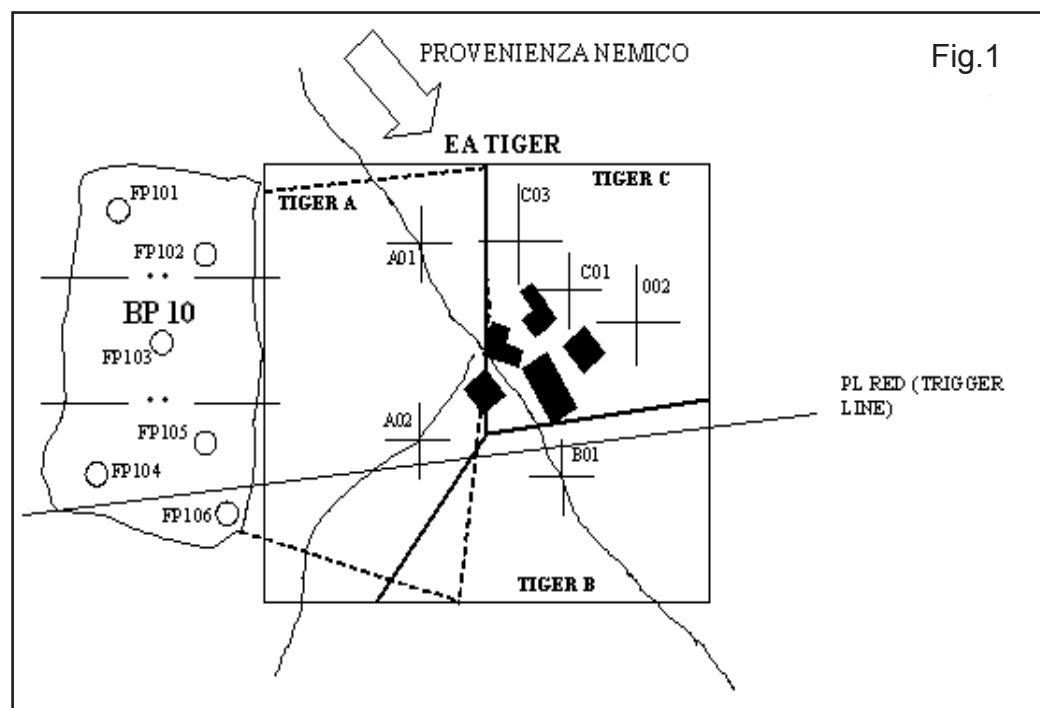 Fig.1
PROVENIENZA NEMICO
EA TIGER
TIGER C
TIGER A
FP101
C03
FP102
A01
C01
002
BP 10
FP103
PL RED (TRIGGER
LINE)
A02
FP105
B01
FP104
FP106
TIGER B